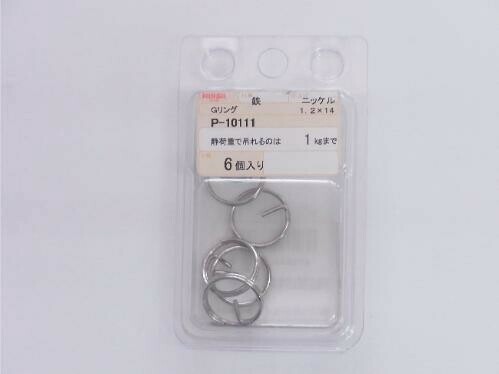 鉄 ニッケル
Gリング 1.2×14
P-10111
静荷重で吊れるのは 1kgまで
6個入り